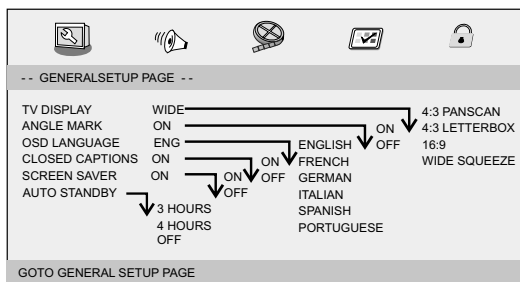 - - GENERALSETUP PAGE - -
TV DISPLAY WIDE 4:3 PANSCAN
ANGLE MARK ON ON 4:3 LETTERBOX
OSD LANGUAGE ENG ENGLISH OFF 16:9
CLOSED CAPTIONS ON ON FRENCH WIDE SQUEEZE
SCREEN SAVER ON ON OFF GERMAN
AUTO STANDBY OFF ITALIAN
3 HOURS SPANISH
4 HOURS PORTUGUESE
OFF
GOTO GENERAL SETUP PAGE